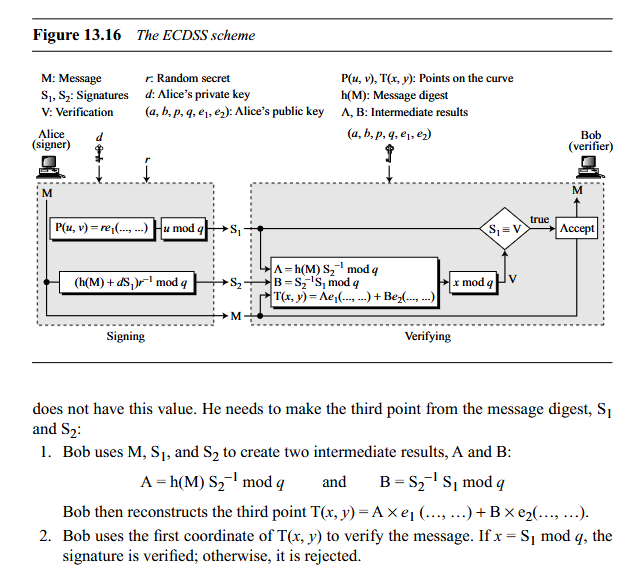 Figure 13.16 The ECDSS scheme
M: Message r: Random secret P(u, v), T(x, y): Points on the curve
S₁, S₂: Signatures d: Alice's private key h(M): Message digest
V: Verification (a, b, p, q, e₁, e₂): Alice's public key A, B: Intermediate results
Alice
(signer)
d
r
(a, b, p, q, e₁, e₂)
Bob
(verifier)
M
M
P(u, v) = re₁(..., ...)
u mod q
S₁
S₁ ≡ V
true
Accept
(h(M) + dS₁)r⁻¹ mod q
S₂
A = h(M) S₂⁻¹ mod q
B = S₂⁻¹S₁ mod q
T(x, y) = Ae₁(..., ...) + Be₂(..., ...)
x mod q
V
M
Signing
Verifying
does not have this value. He needs to make the third point from the message digest, S₁
and S₂:
1. Bob uses M, S₁, and S₂ to create two intermediate results, A and B:
A = h(M) S₂⁻¹ mod q and B = S₂⁻¹ S₁ mod q
Bob then reconstructs the third point T(x, y) = A × e₁ (..., ...) + B × e₂(..., ...).
2. Bob uses the first coordinate of T(x, y) to verify the message. If x = S₁ mod q, the
signature is verified; otherwise, it is rejected.